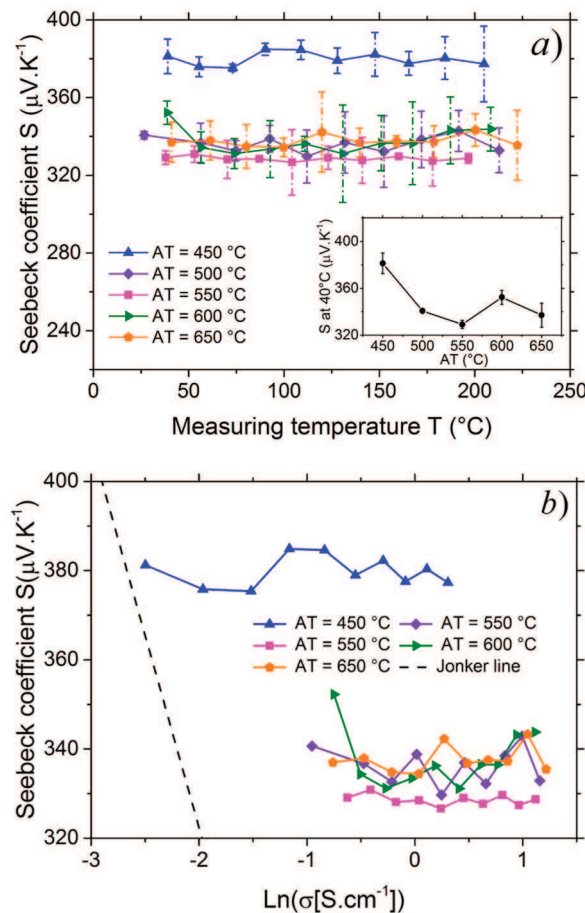 a)
Seebeck coefficient S (μV.K⁻¹)
400
360
320
280
240
AT = 450 °C
AT = 500 °C
AT = 550 °C
AT = 600 °C
AT = 650 °C
S at 40°C (μV.K⁻¹)
400
360
320
450 500 550 600 650
AT (°C)
0 50 100 150 200 250
Measuring temperature T (°C)
b)
Seebeck coefficient S(μV.K⁻¹)
400
380
360
340
320
AT = 450 °C
AT = 550 °C
AT = 550 °C
AT = 600 °C
AT = 650 °C
Jonker line
-3 -2 -1 0 1
Ln(σ[S.cm⁻¹])